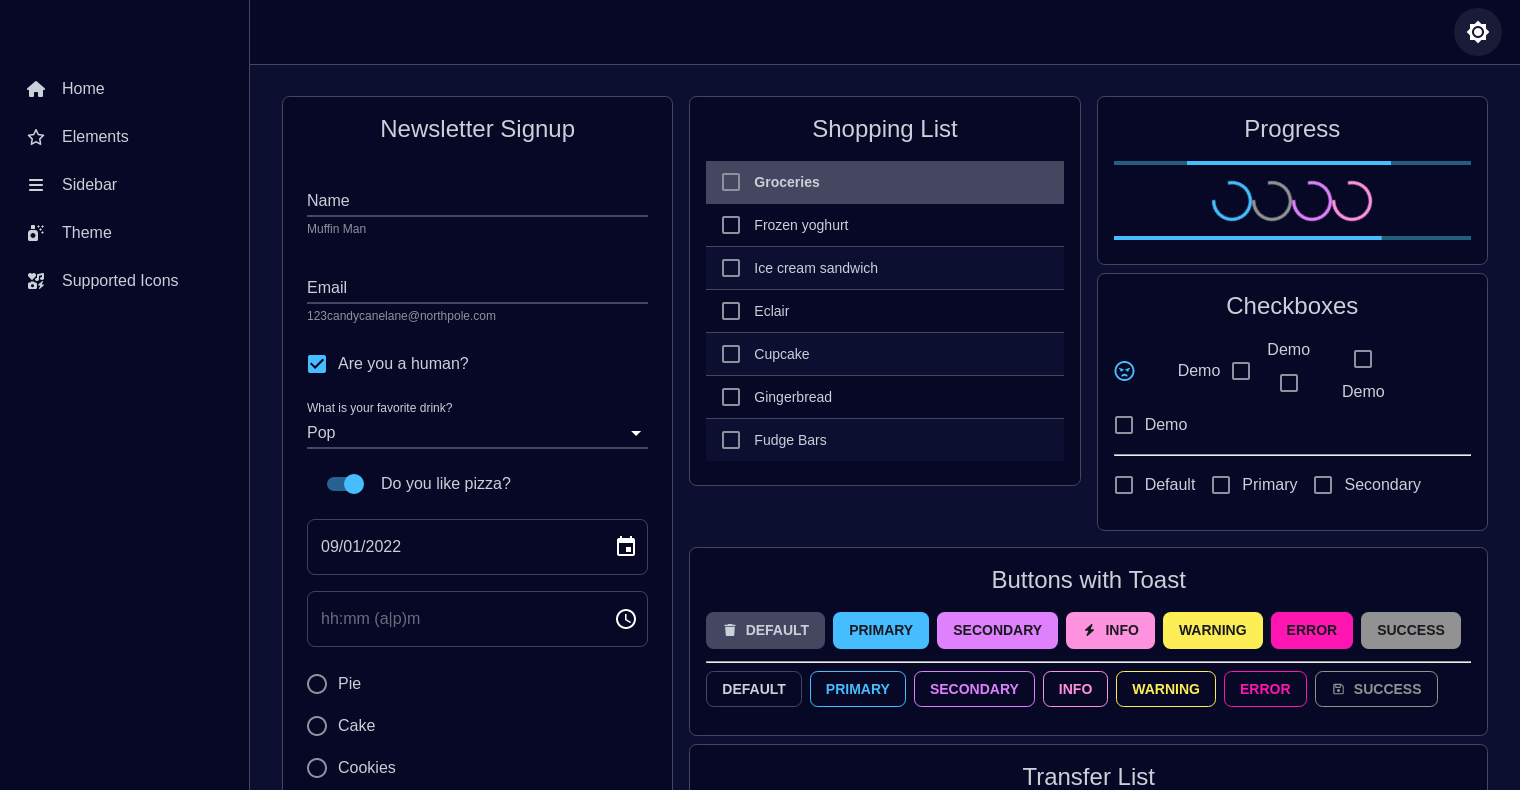 Home
Elements
Sidebar
Theme
Supported Icons
Newsletter Signup
Name
Muffin Man
Email
123candycanelane@northpole.com
Are you a human?
What is your favorite drink?
Pop
Do you like pizza?
09/01/2022
hh:mm (a|p)m
Pie
Cake
Cookies
Shopping List
Groceries
Frozen yoghurt
Ice cream sandwich
Eclair
Cupcake
Gingerbread
Fudge Bars
Progress
Checkboxes
Demo
Demo
Demo
Demo
Default Primary Secondary
Buttons with Toast
DEFAULT PRIMARY SECONDARY INFO WARNING ERROR SUCCESS
DEFAULT PRIMARY SECONDARY INFO WARNING ERROR SUCCESS
Transfer List